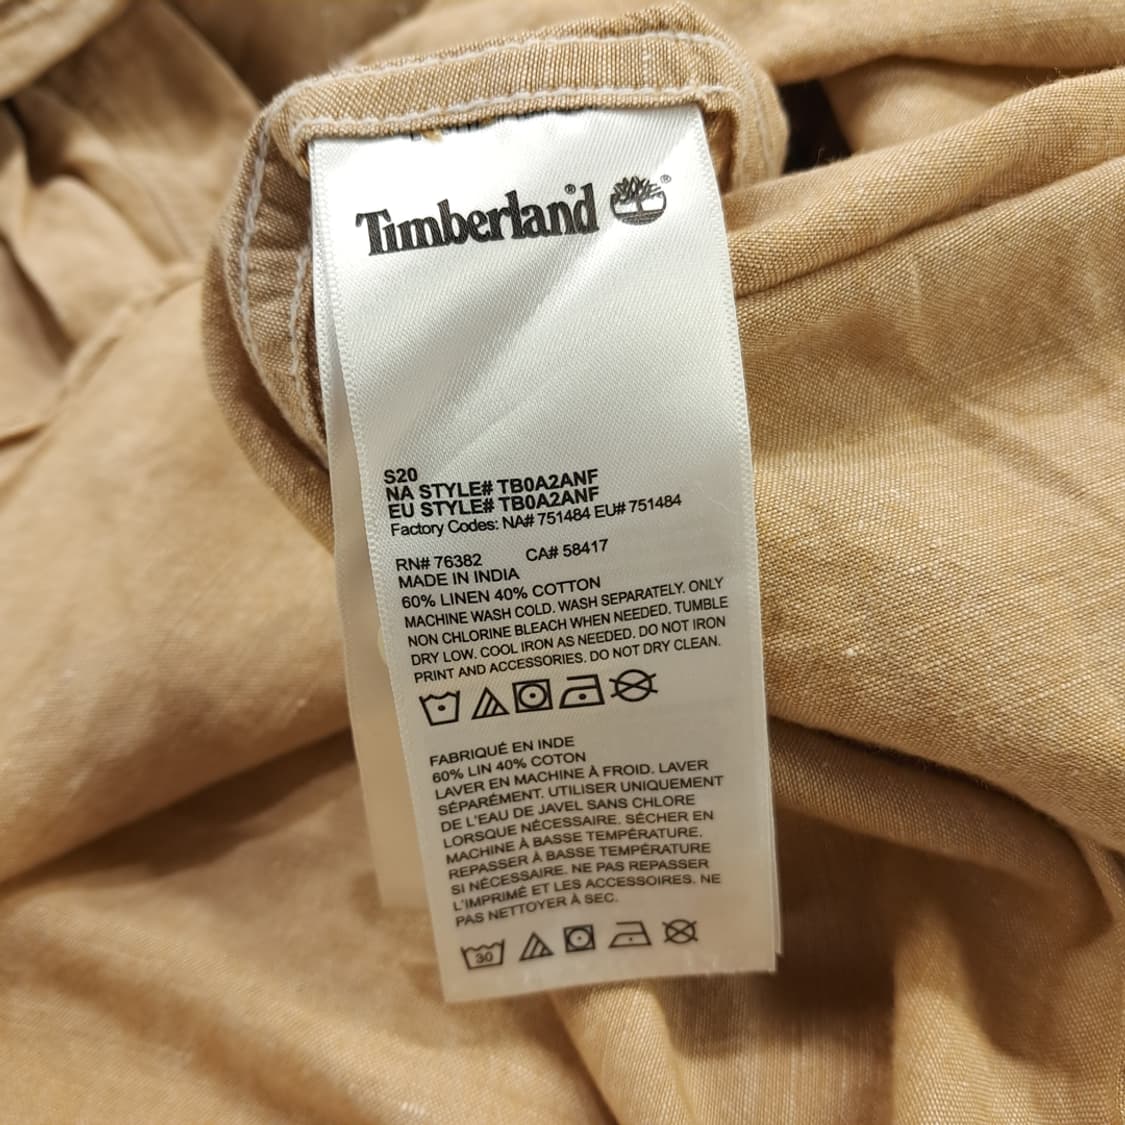 Timberland®
S20
NA STYLE# TB0A2ANF
EU STYLE# TB0A2ANF
Factory Codes: NA# 751484 EU# 751484
RN# 76382 CA# 58417
MADE IN INDIA
60% LINEN 40% COTTON
MACHINE WASH COLD. WASH SEPARATELY. ONLY
NON CHLORINE BLEACH WHEN NEEDED. TUMBLE
DRY LOW. COOL IRON AS NEEDED. DO NOT IRON
PRINT AND ACCESSORIES. DO NOT DRY CLEAN.
FABRIQUÉ EN INDE
60% LIN 40% COTON
LAVER EN MACHINE À FROID. LAVER
SÉPARÉMENT. UTILISER UNIQUEMENT
DE L'EAU DE JAVEL SANS CHLORE
LORSQUE NÉCESSAIRE. SÉCHER EN
MACHINE À BASSE TEMPÉRATURE.
REPASSER À BASSE TEMPÉRATURE
SI NÉCESSAIRE. NE PAS REPASSER
L'IMPRIMÉ ET LES ACCESSOIRES. NE
PAS NETTOYER À SEC.
30